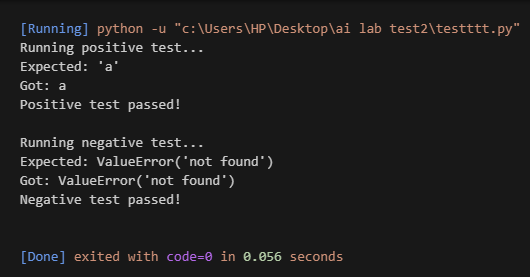 [Running] python -u "c:\Users\HP\Desktop\ai lab test2\testttt.py"
Running positive test...
Expected: 'a'
Got: a
Positive test passed!
Running negative test...
Expected: ValueError('not found')
Got: ValueError('not found')
Negative test passed!
[Done] exited with code=0 in 0.056 seconds